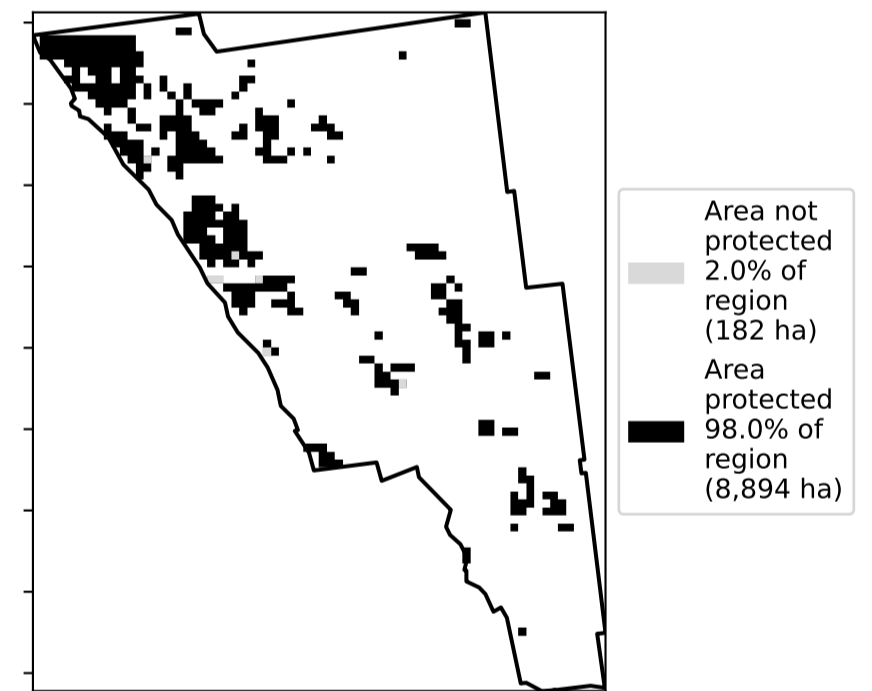 Area not
protected
2.0% of
region
(182 ha)
Area
protected
98.0% of
region
(8,894 ha)